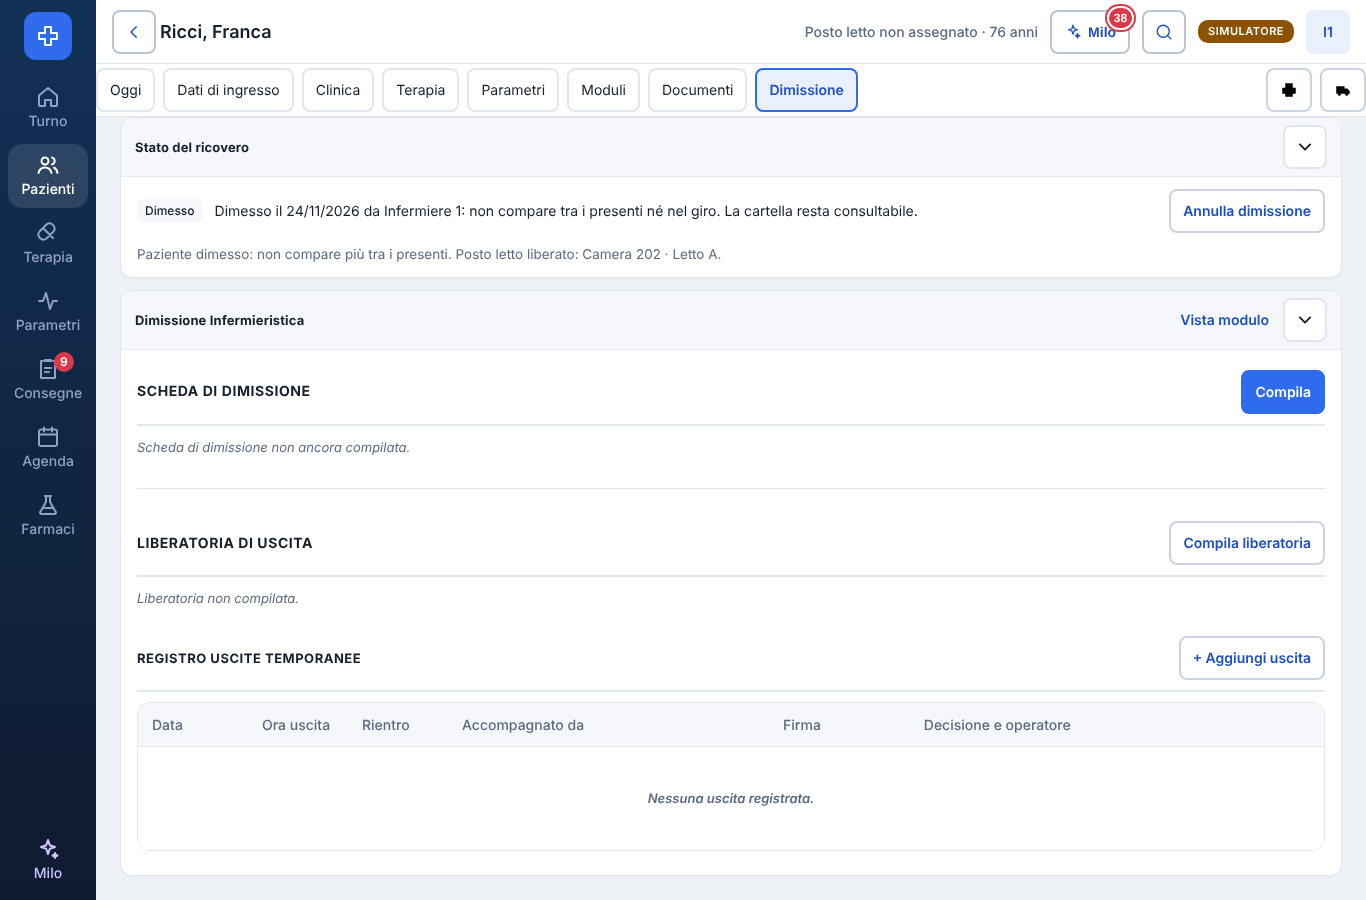 Ricci, Franca
Posto letto non assegnato · 76 anni
Milo
38
SIMULATORE
I1
Turno
Pazienti
Terapia
Parametri
9
Consegne
Agenda
Farmaci
Milo
Oggi
Dati di ingresso
Clinica
Terapia
Parametri
Moduli
Documenti
Dimissione
Stato del ricovero
Dimesso
Dimesso il 24/11/2026 da Infermiere 1: non compare tra i presenti né nel giro. La cartella resta consultabile.
Annulla dimissione
Paziente dimesso: non compare più tra i presenti. Posto letto liberato: Camera 202 · Letto A.
Dimissione Infermieristica
Vista modulo
SCHEDA DI DIMISSIONE
Compila
Scheda di dimissione non ancora compilata.
LIBERATORIA DI USCITA
Compila liberatoria
Liberatoria non compilata.
REGISTRO USCITE TEMPORANEE
+ Aggiungi uscita
Data
Ora uscita
Rientro
Accompagnato da
Firma
Decisione e operatore
Nessuna uscita registrata.